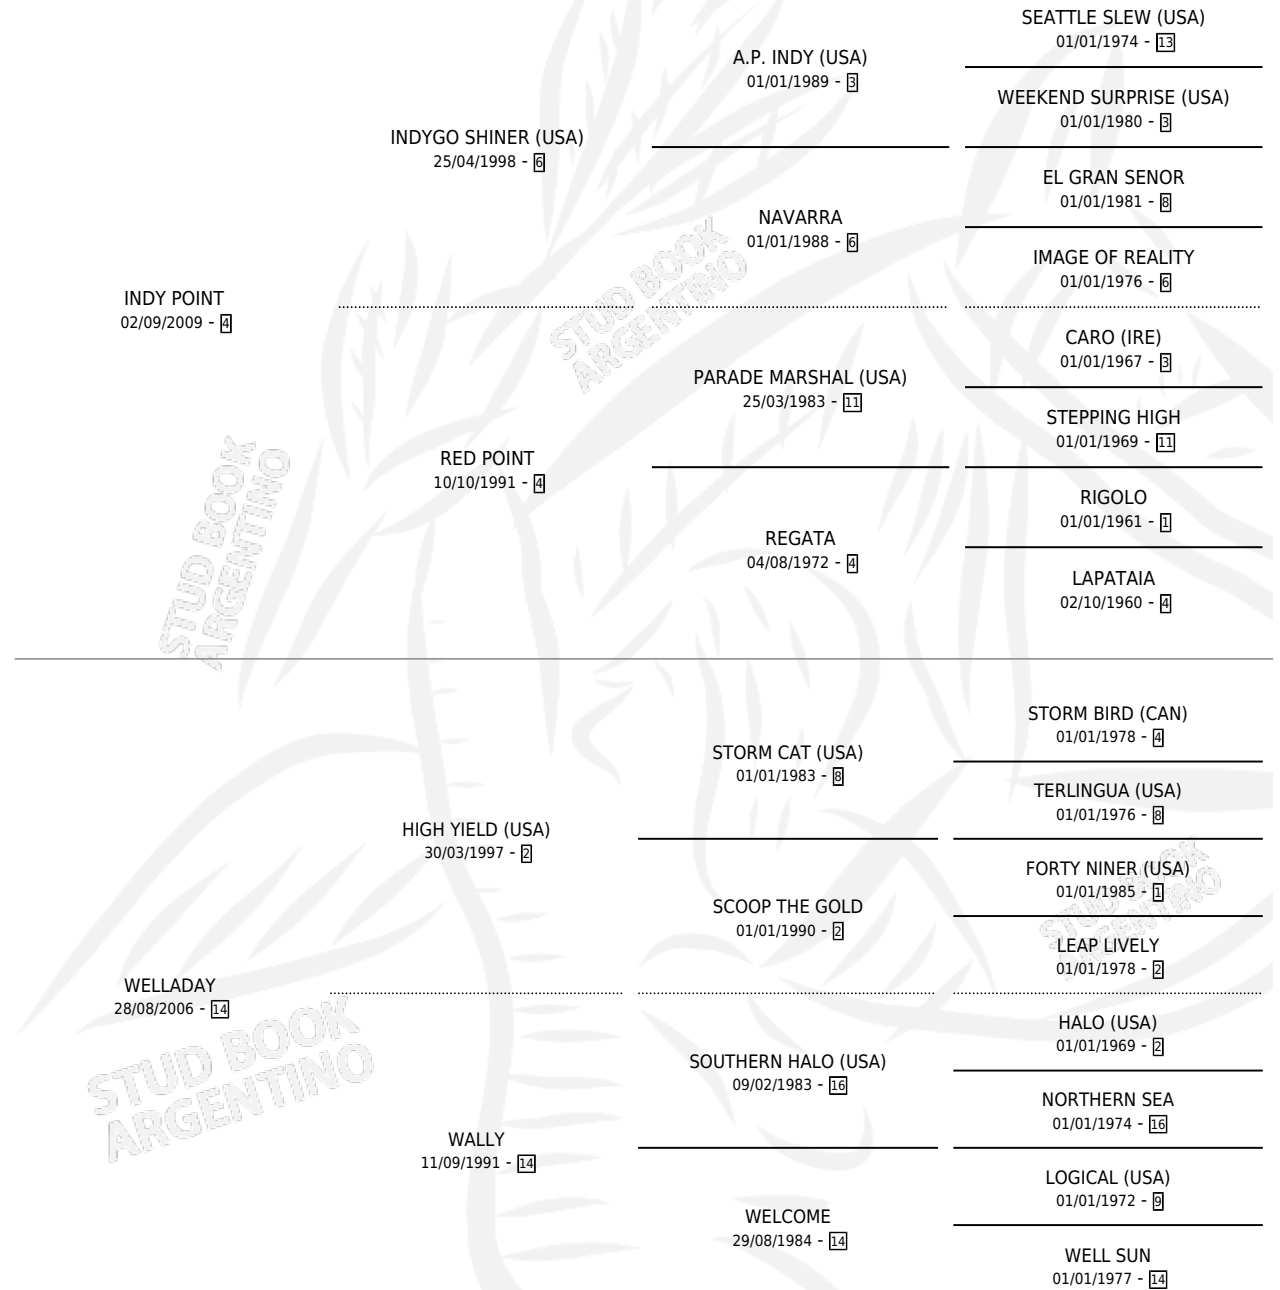 SEATTLE SLEW (USA)
01/01/1974 - 13
A.P. INDY (USA)
01/01/1989 - 3
WEEKEND SURPRISE (USA)
01/01/1980 - 3
INDYGO SHINER (USA)
25/04/1998 - 6
EL GRAN SENOR
01/01/1981 - 8
NAVARRA
01/01/1988 - 6
IMAGE OF REALITY
01/01/1976 - 6
INDY POINT
02/09/2009 - 4
CARO (IRE)
01/01/1967 - 3
PARADE MARSHAL (USA)
25/03/1983 - 11
STEPPING HIGH
01/01/1969 - 11
RED POINT
10/10/1991 - 4
RIGOLO
01/01/1961 - 1
REGATA
04/08/1972 - 4
LAPATAIA
02/10/1960 - 4
STORM BIRD (CAN)
01/01/1978 - 4
STORM CAT (USA)
01/01/1983 - 8
TERLINGUA (USA)
01/01/1976 - 8
HIGH YIELD (USA)
30/03/1997 - 2
FORTY NINER (USA)
01/01/1985 - 1
SCOOP THE GOLD
01/01/1990 - 2
LEAP LIVELY
01/01/1978 - 2
WELLADAY
28/08/2006 - 14
HALO (USA)
01/01/1969 - 2
SOUTHERN HALO (USA)
09/02/1983 - 16
NORTHERN SEA
01/01/1974 - 16
WALLY
11/09/1991 - 14
LOGICAL (USA)
01/01/1972 - 9
WELCOME
29/08/1984 - 14
WELL SUN
01/01/1977 - 14
STUD BOOK
ARGENTINO
STUD BOOK
ARGENTINO
STUD BOOK
ARGENTINO
STUD BOOK
ARGENTINO